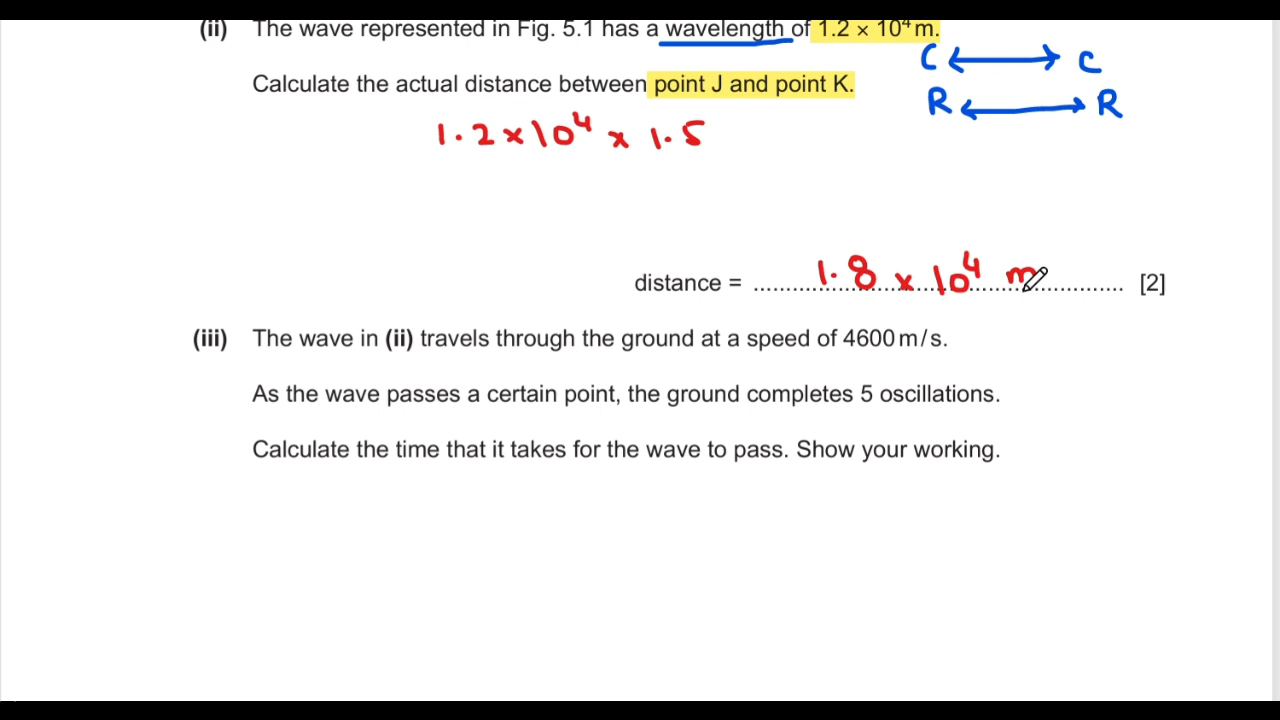 (ii) The wave represented in Fig. 5.1 has a wavelength of 1.2 × 10⁴ m.
C ⟷ C
Calculate the actual distance between point J and point K.
R ⟷ R
1.2 × 10⁴ × 1.5
distance = .......... 1.8 × 10⁴ m .......... [2]
(iii) The wave in (ii) travels through the ground at a speed of 4600 m / s.
As the wave passes a certain point, the ground completes 5 oscillations.
Calculate the time that it takes for the wave to pass. Show your working.